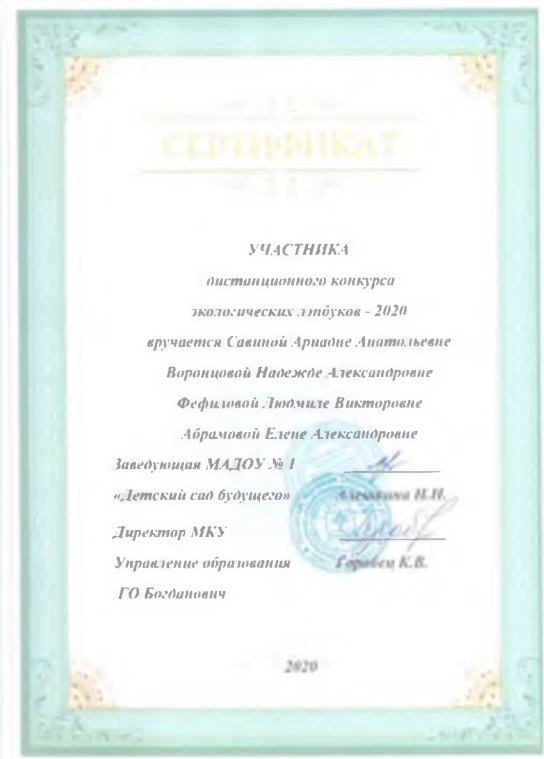 СЕРТИФИКАТ
УЧАСТНИКА
дистанционного конкурса
экологических лэпбуков - 2020
вручается Савиной Ариадне Анатольевне
Воронцовой Надежде Александровне
Фефиловой Людмиле Викторовне
Абрамовой Елене Александровне
Заведующая МАДОУ № 1
«Детский сад будущего» Н.Н.
Директор МКУ
Управление образования Горобец К.В.
ГО Богданович
2020